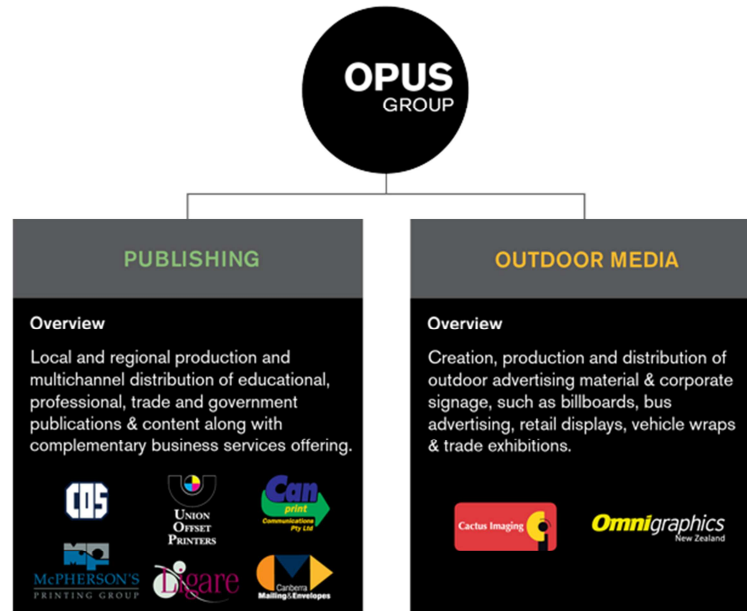 OPUS
GROUP
PUBLISHING
Overview
Local and regional production and
multichannel distribution of educational,
professional, trade and government
publications & content along with
complementary business services offering.
COS
UNION
OFFSET
PRINTERS
Can
print
Communications
Pty Ltd
MP
MCPHERSON'S
PRINTING GROUP
Ligare
Canberra
Mailing&Envelopes
OUTDOOR MEDIA
Overview
Creation, production and distribution of
outdoor advertising material & corporate
signage, such as billboards, bus
advertising, retail displays, vehicle wraps
& trade exhibitions.
Cactus Imaging
Omnigraphics
New Zealand